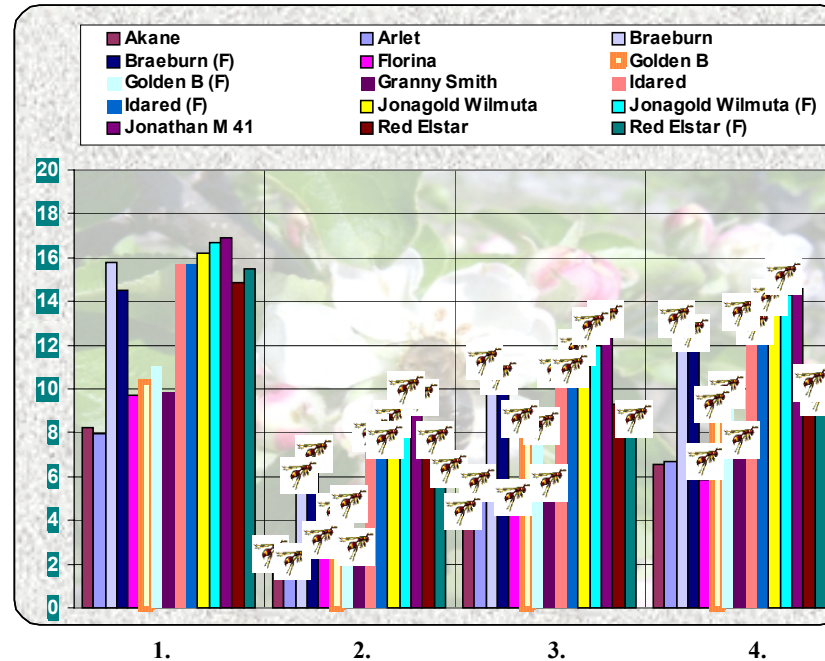 Akane Arlet Braeburn
Braeburn (F) Florina Golden B
Golden B (F) Granny Smith Idared
Idared (F) Jonagold Wilmuta Jonagold Wilmuta (F)
Jonathan M 41 Red Elstar Red Elstar (F)
20
18
16
14
12
10
8
6
4
2
0
1. 2. 3. 4.